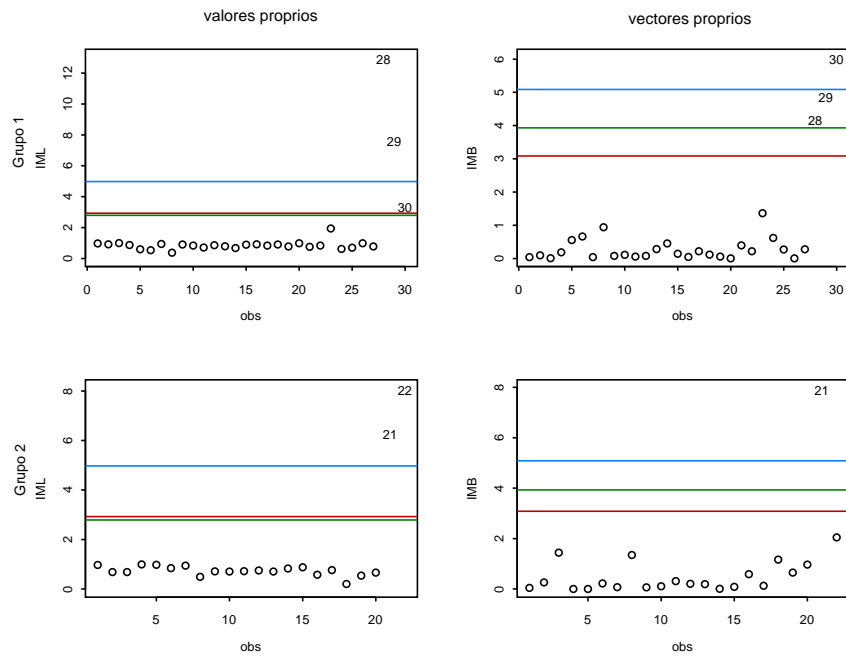 valores proprios
vectores proprios
Grupo 1
IML
0 2 4 6 8 10 12
28
29
30
0 5 10 15 20 25 30
obs
IMB
0 1 2 3 4 5 6
30
29
28
0 5 10 15 20 25 30
obs
Grupo 2
IML
0 2 4 6 8
22
21
5 10 15 20
obs
IMB
0 2 4 6 8
21
5 10 15 20
obs